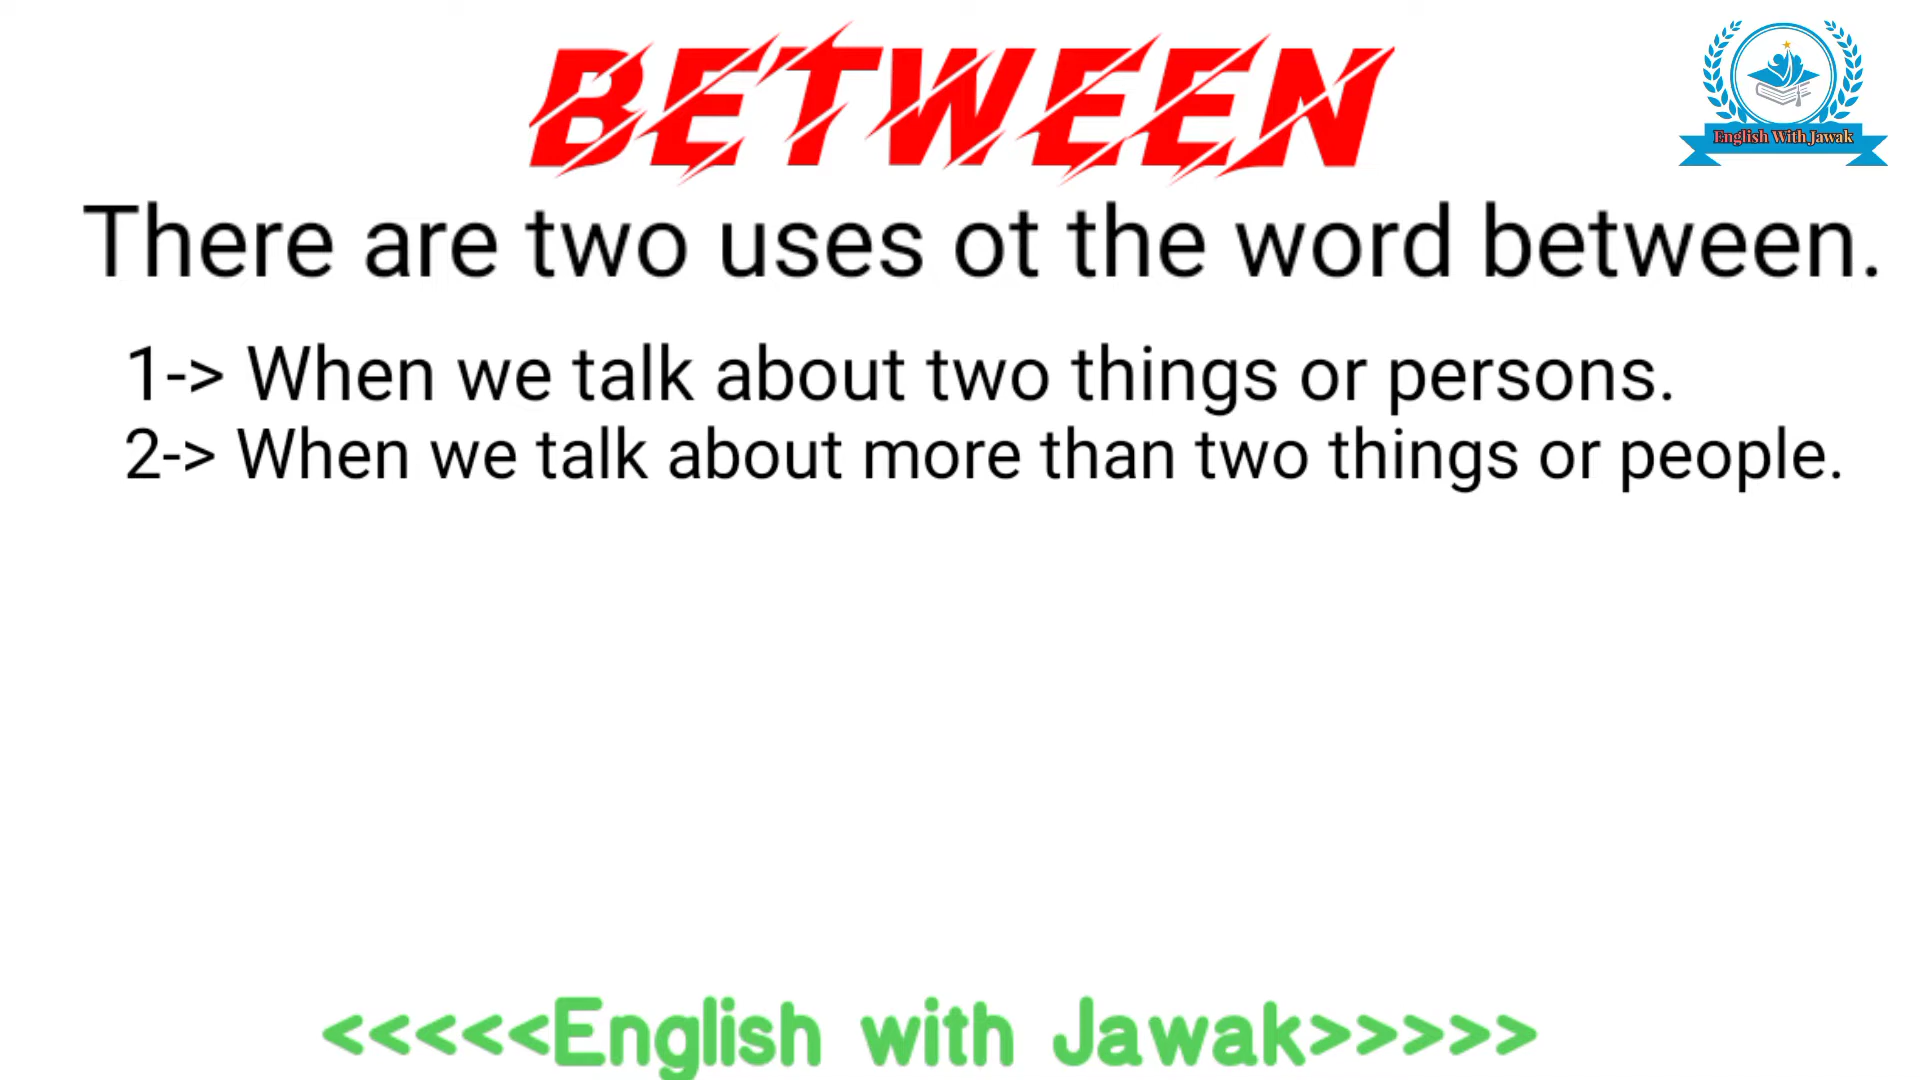 BETWEEN
English With Jawak
There are two uses ot the word between.
1-> When we talk about two things or persons.
2-> When we talk about more than two things or people.
<<<<<English with Jawak>>>>>